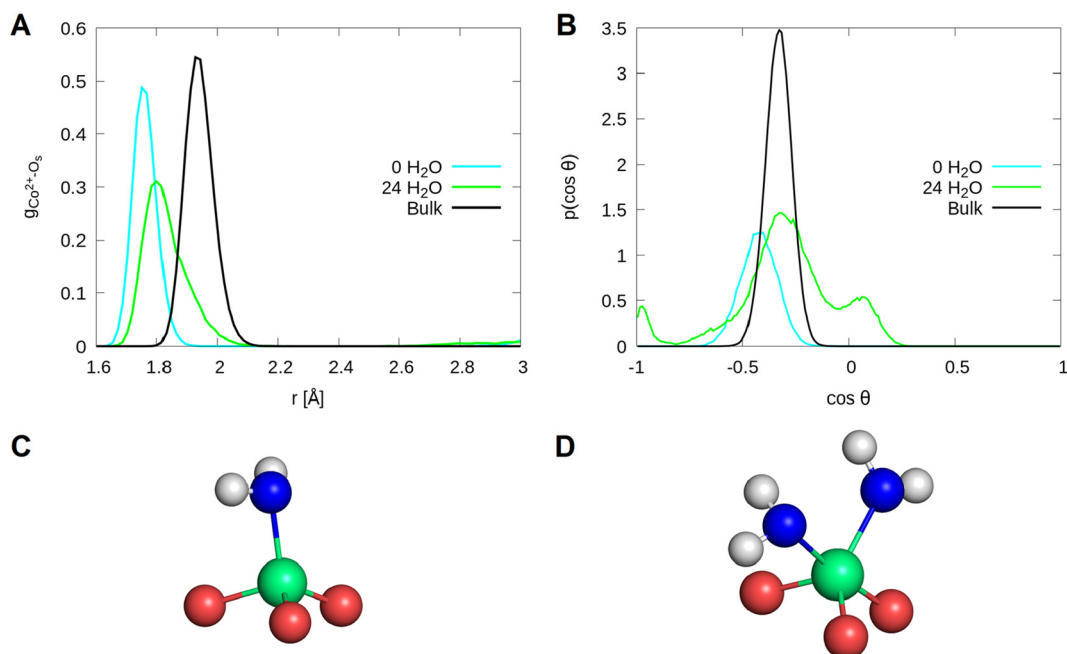 A
0.6
0.5
0.4
0.3
0.2
0.1
0
gCo²⁺-Oₛ
0 H₂O
24 H₂O
Bulk
1.6 1.8 2 2.2 2.4 2.6 2.8 3
r [Å]
B
3.5
3
2.5
2
1.5
1
0.5
0
p(cos θ)
0 H₂O
24 H₂O
Bulk
-1 -0.5 0 0.5 1
cos θ
C
D